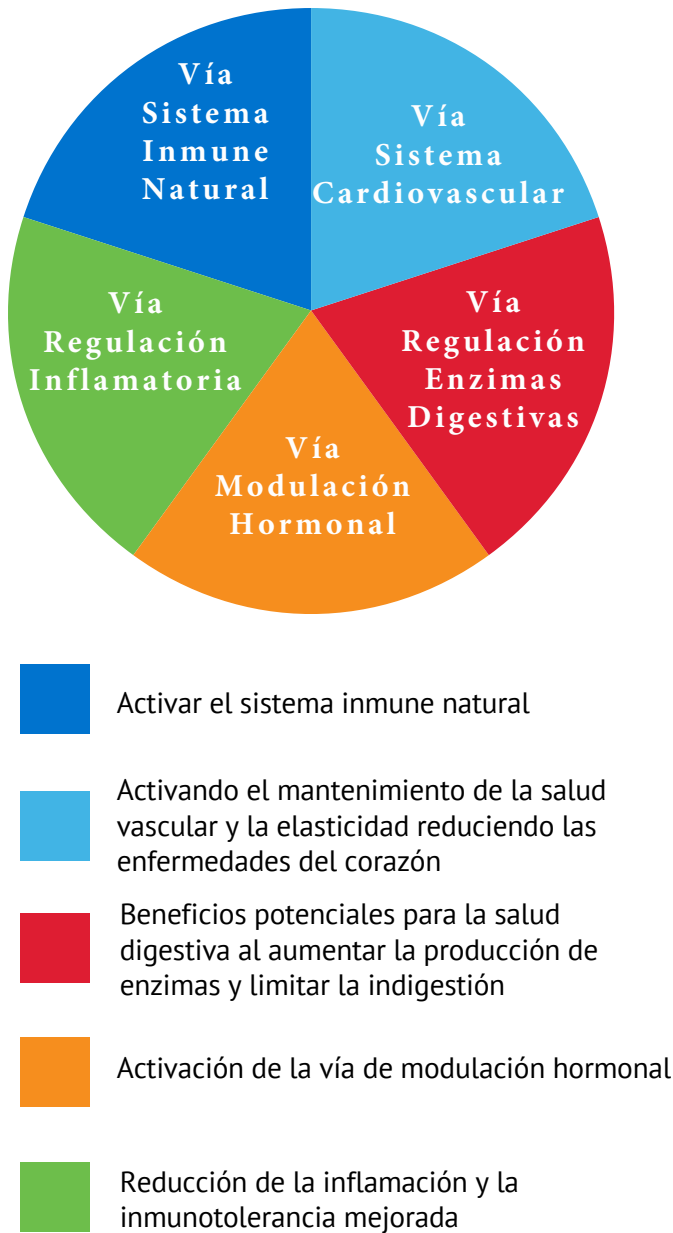 Vía
Sistema
Inmune
Natural
Vía
Sistema
Cardiovascular
Vía
Regulación
Inflamatoria
Vía
Regulación
Enzimas
Digestivas
Vía
Modulación
Hormonal
Activar el sistema inmune natural
Activando el mantenimiento de la salud
vascular y la elasticidad reduciendo las
enfermedades del corazón
Beneficios potenciales para la salud
digestiva al aumentar la producción de
enzimas y limitar la indigestión
Activación de la vía de modulación hormonal
Reducción de la inflamación y la
inmunotolerancia mejorada